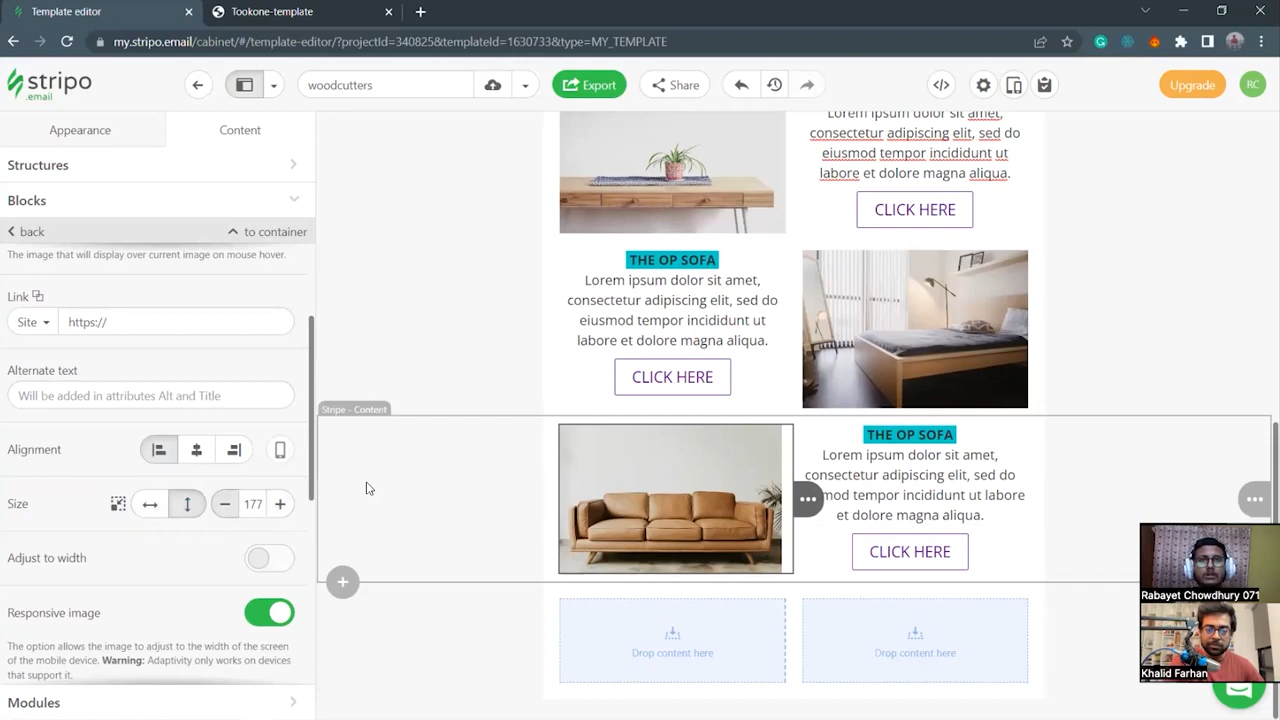 Template editor
Tookone-template
my.stripo.email/cabinet/#/template-editor/?projectId=340825&templateId=1630733&type=MY_TEMPLATE
stripo
.email
woodcutters
Export
Share
Upgrade
RC
Appearance
Content
Structures
Blocks
back
to container
The image that will display over current image on mouse hover.
Link
Site
https://
Alternate text
Will be added in attributes Alt and Title
Alignment
Size
177
Adjust to width
Responsive image
The option allows the image to adjust to the width of the screen
of the mobile device. Warning: Adaptivity only works on devices
that support it.
Modules
Lorem ipsum dolor sit amet,
consectetur adipiscing elit, sed do
eiusmod tempor incididunt ut
labore et dolore magna aliqua.
CLICK HERE
THE OP SOFA
Lorem ipsum dolor sit amet,
consectetur adipiscing elit, sed do
eiusmod tempor incididunt ut
labore et dolore magna aliqua.
CLICK HERE
Stripe - Content
THE OP SOFA
Lorem ipsum dolor sit amet,
consectetur adipiscing elit, sed do
mod tempor incididunt ut labore
et dolore magna aliqua.
CLICK HERE
Drop content here
Drop content here
Rabayet Chowdhury 071
Khalid Farhan